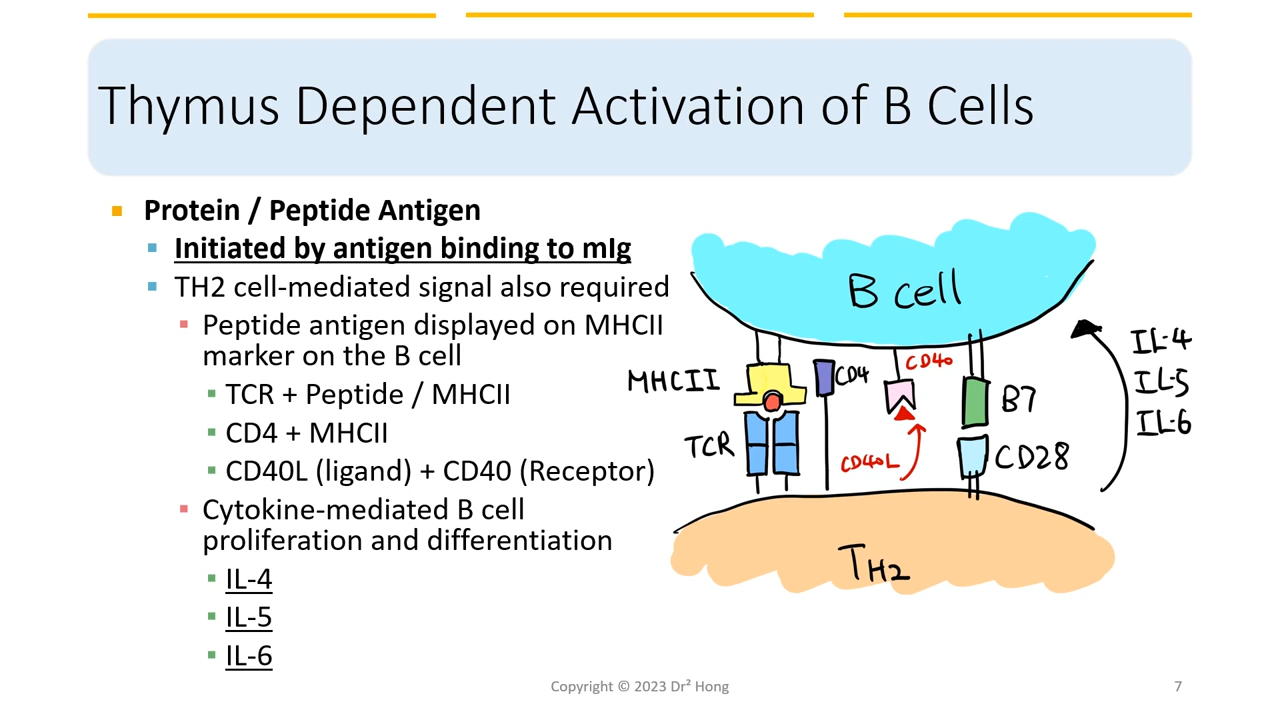 Thymus Dependent Activation of B Cells
Protein / Peptide Antigen
Initiated by antigen binding to mIg
TH2 cell-mediated signal also required
Peptide antigen displayed on MHCII
marker on the B cell
TCR + Peptide / MHCII
CD4 + MHCII
CD40L (ligand) + CD40 (Receptor)
Cytokine-mediated B cell
proliferation and differentiation
IL-4
IL-5
IL-6
B cell
MHCII
CD4
CD40
B7
TCR
CD40L
CD28
IL-4
IL-5
IL-6
TH2
Copyright © 2023 Dr² Hong
7